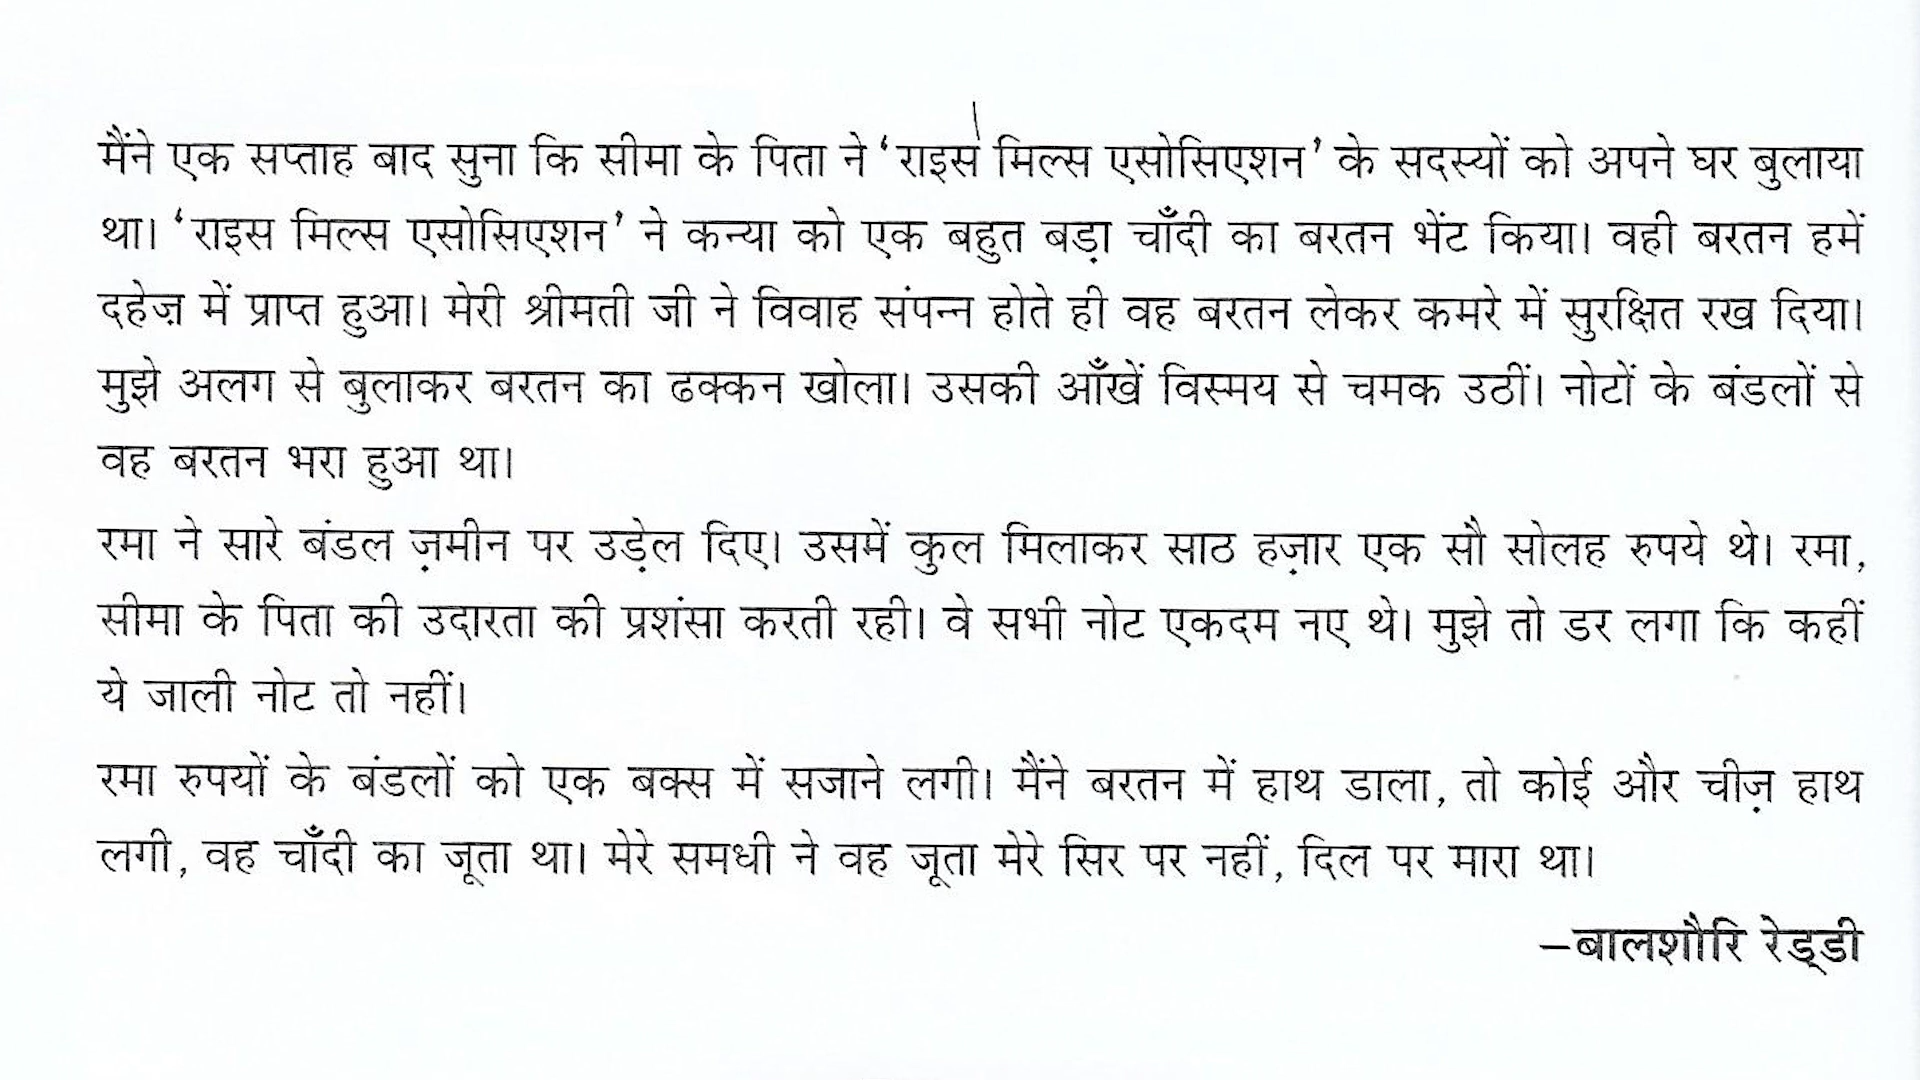 मैंने एक सप्ताह बाद सुना कि सीमा के पिता ने ‘राइस मिल्स एसोसिएशन’ के सदस्यों को अपने घर बुलाया
था। ‘राइस मिल्स एसोसिएशन’ ने कन्या को एक बहुत बड़ा चाँदी का बरतन भेंट किया। वही बरतन हमें
दहेज़ में प्राप्त हुआ। मेरी श्रीमती जी ने विवाह संपन्न होते ही वह बरतन लेकर कमरे में सुरक्षित रख दिया।
मुझे अलग से बुलाकर बरतन का ढक्कन खोला। उसकी आँखें विस्मय से चमक उठीं। नोटों के बंडलों से
वह बरतन भरा हुआ था।
रमा ने सारे बंडल ज़मीन पर उड़ेल दिए। उसमें कुल मिलाकर साठ हज़ार एक सौ सोलह रुपये थे। रमा,
सीमा के पिता की उदारता की प्रशंसा करती रही। वे सभी नोट एकदम नए थे। मुझे तो डर लगा कि कहीं
ये जाली नोट तो नहीं।
रमा रुपयों के बंडलों को एक बक्स में सजाने लगी। मैंने बरतन में हाथ डाला, तो कोई और चीज़ हाथ
लगी, वह चाँदी का जूता था। मेरे समधी ने वह जूता मेरे सिर पर नहीं, दिल पर मारा था।
–बालशौरि रेड्डी